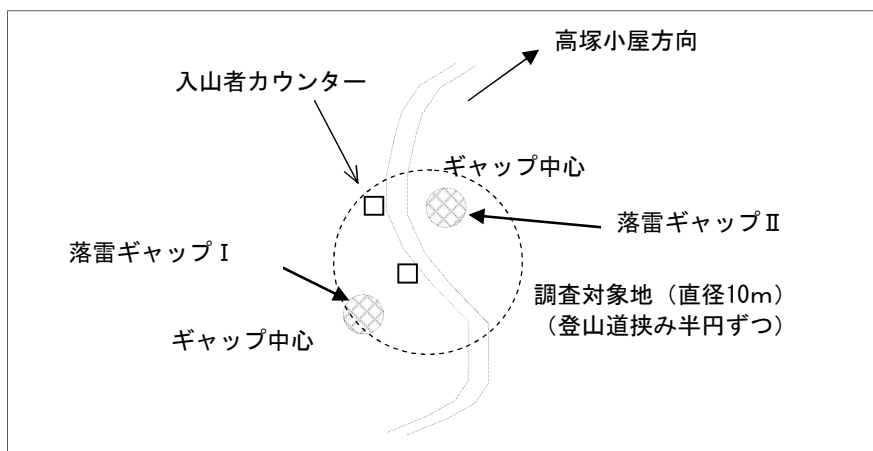 高塚小屋方向
入山者カウンター
ギャップ中心
落雷ギャップⅡ
落雷ギャップⅠ
調査対象地（直径10ｍ）
（登山道挟み半円ずつ）
ギャップ中心